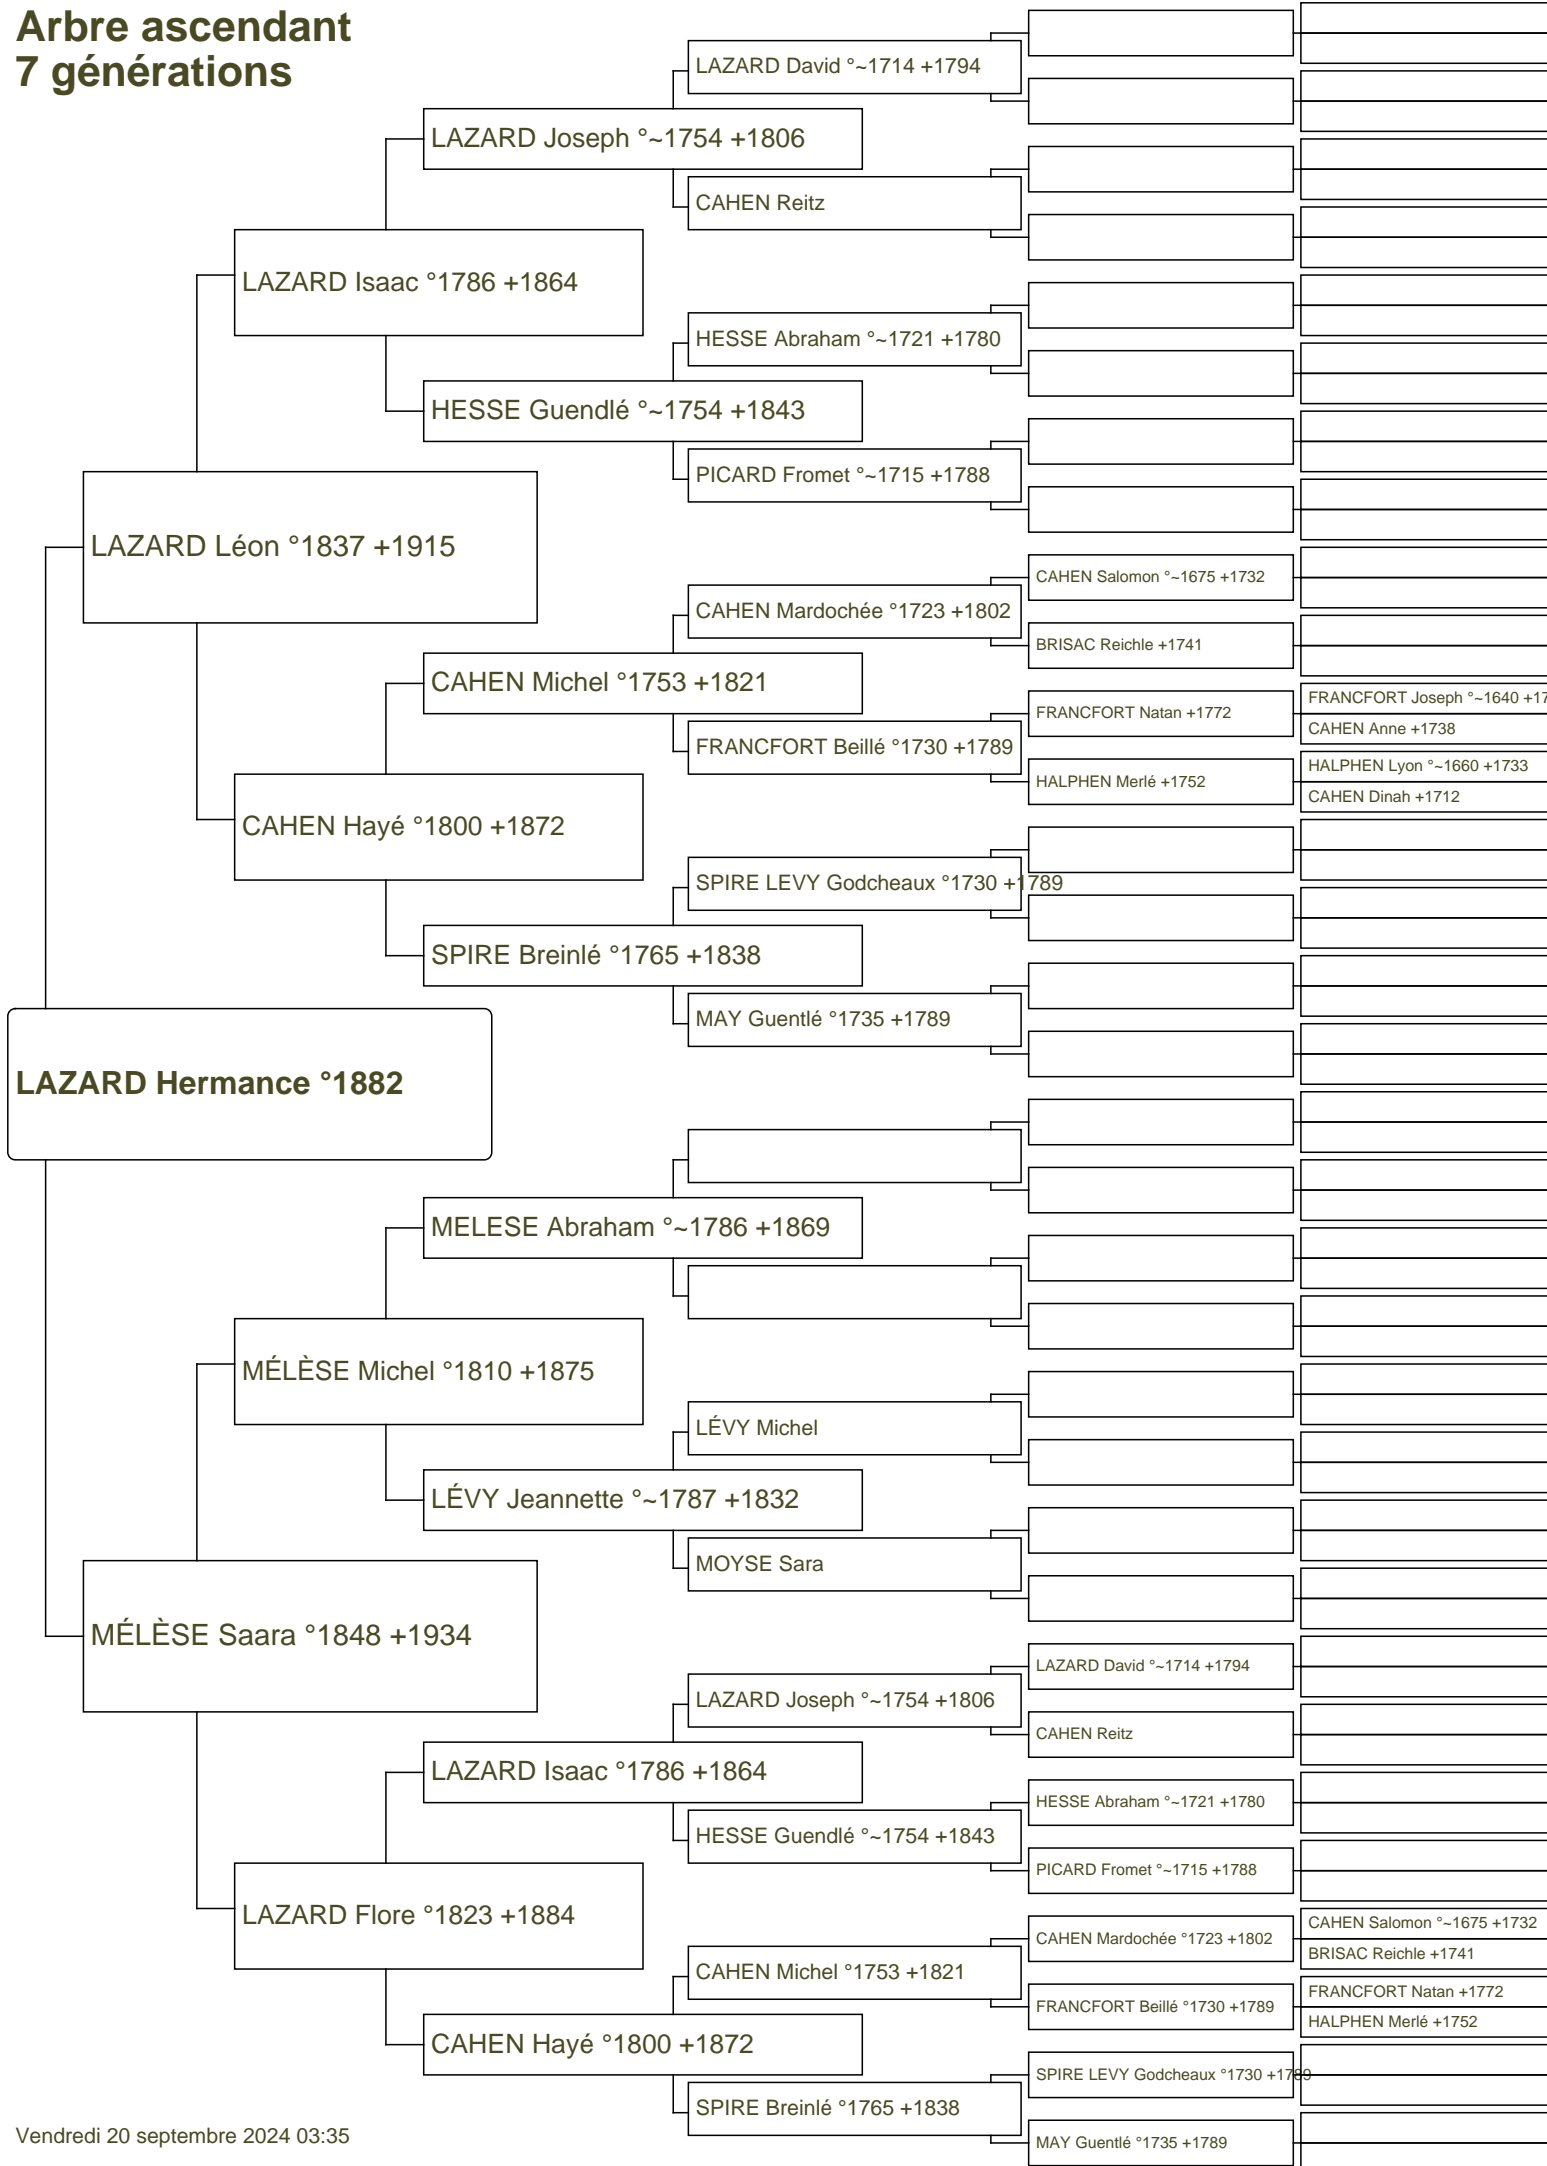 Arbre ascendant
7 générations
LAZARD David °~1714 +1794
LAZARD Joseph °~1754 +1806
CAHEN Reitz
LAZARD Isaac °1786 +1864
HESSE Abraham °~1721 +1780
HESSE Guendlé °~1754 +1843
PICARD Fromet °~1715 +1788
LAZARD Léon °1837 +1915
CAHEN Salomon °~1675 +1732
CAHEN Mardochée °1723 +1802
BRISAC Reichle +1741
CAHEN Michel °1753 +1821
FRANCFORT Joseph °~1640 +17
FRANCFORT Natan +1772
CAHEN Anne +1738
FRANCFORT Beillé °1730 +1789
HALPHEN Lyon °~1660 +1733
HALPHEN Merlé +1752
CAHEN Dinah +1712
CAHEN Hayé °1800 +1872
SPIRE LEVY Godcheaux °1730 +1789
SPIRE Breinlé °1765 +1838
MAY Guentlé °1735 +1789
LAZARD Hermance °1882
MELESE Abraham °~1786 +1869
MÉLÈSE Michel °1810 +1875
LÉVY Michel
LÉVY Jeannette °~1787 +1832
MOYSE Sara
MÉLÈSE Saara °1848 +1934
LAZARD David °~1714 +1794
LAZARD Joseph °~1754 +1806
CAHEN Reitz
LAZARD Isaac °1786 +1864
HESSE Abraham °~1721 +1780
HESSE Guendlé °~1754 +1843
PICARD Fromet °~1715 +1788
LAZARD Flore °1823 +1884
CAHEN Salomon °~1675 +1732
CAHEN Mardochée °1723 +1802
BRISAC Reichle +1741
CAHEN Michel °1753 +1821
FRANCFORT Natan +1772
FRANCFORT Beillé °1730 +1789
HALPHEN Merlé +1752
CAHEN Hayé °1800 +1872
SPIRE LEVY Godcheaux °1730 +1789
SPIRE Breinlé °1765 +1838
MAY Guentlé °1735 +1789
Vendredi 20 septembre 2024 03:35